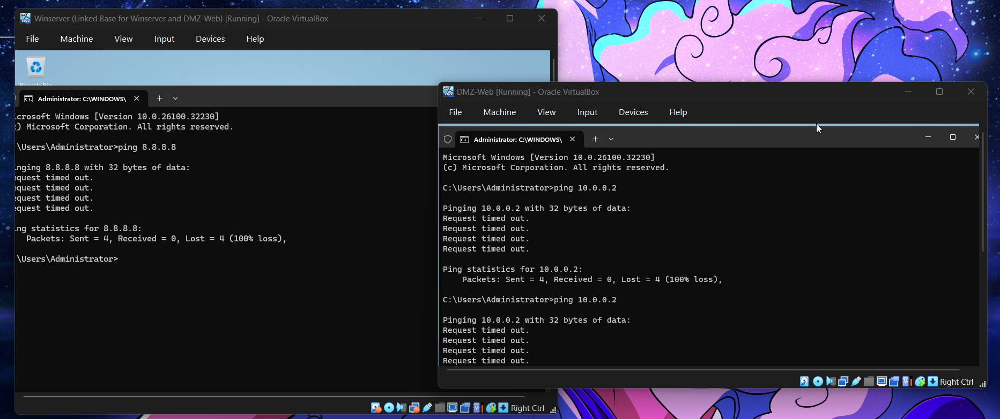 Winserver (Linked Base for Winserver and DMZ-Web) [Running] - Oracle VirtualBox
File Machine View Input Devices Help
Recycle Bin
Administrator: C:\WINDOWS\
icrosoft Windows [Version 10.0.26100.32230]
:) Microsoft Corporation. All rights reserved.
\Users\Administrator>ping 8.8.8.8
inging 8.8.8.8 with 32 bytes of data:
equest timed out.
equest timed out.
equest timed out.
equest timed out.
ing statistics for 8.8.8.8:
Packets: Sent = 4, Received = 0, Lost = 4 (100% loss),
\Users\Administrator>
Right Ctrl
DMZ-Web [Running] - Oracle VirtualBox
File Machine View Input Devices Help
Administrator: C:\WINDOWS\
Microsoft Windows [Version 10.0.26100.32230]
(c) Microsoft Corporation. All rights reserved.
C:\Users\Administrator>ping 10.0.0.2
Pinging 10.0.0.2 with 32 bytes of data:
Request timed out.
Request timed out.
Request timed out.
Request timed out.
Ping statistics for 10.0.0.2:
Packets: Sent = 4, Received = 0, Lost = 4 (100% loss),
C:\Users\Administrator>ping 10.0.0.2
Pinging 10.0.0.2 with 32 bytes of data:
Request timed out.
Request timed out.
Request timed out.
Request timed out.
Right Ctrl